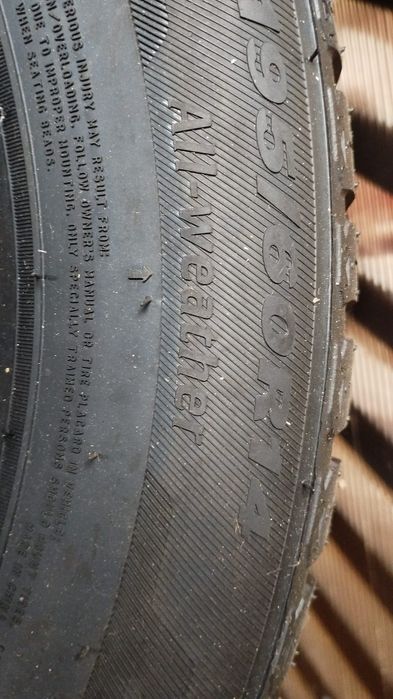 195/60R14
All-weather
SERIOUS INJURY MAY RESULT FROM:
OVERLOADING. FOLLOW OWNER'S MANUAL OR TIRE PLACARD IN VEHICLE.
DUE TO IMPROPER MOUNTING. ONLY SPECIALLY TRAINED PERSONS SHOULD MOUNT
WHEN SEATING BEADS.